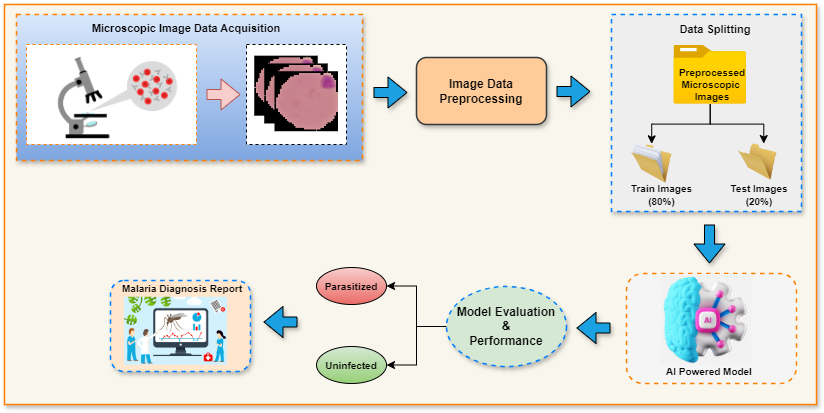 Microscopic Image Data Acquisition
Image Data
Preprocessing
Data Splitting
Preprocessed
Microscopic
Images
Train Images
(80%)
Test Images
(20%)
AI
AI Powered Model
Model Evaluation
&
Performance
Parasitized
Uninfected
Malaria Diagnosis Report